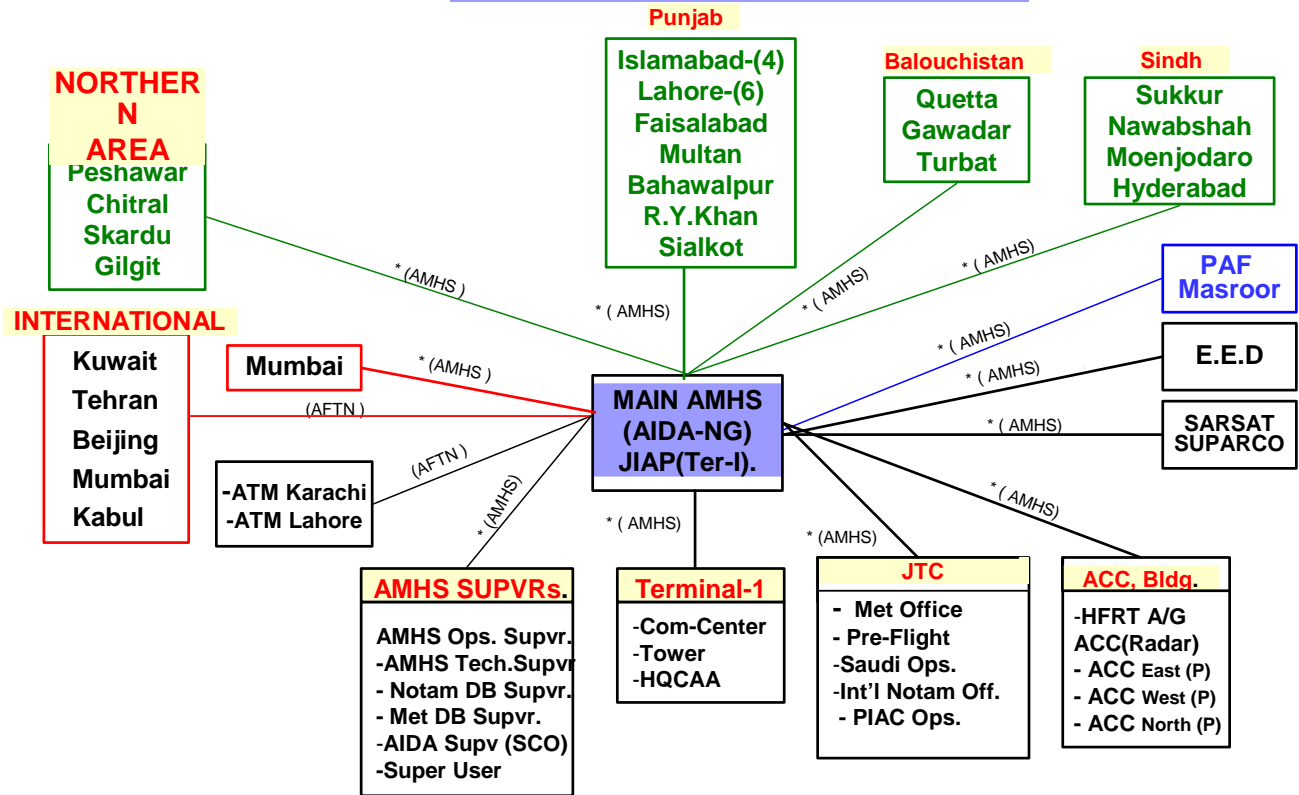 Punjab
Islamabad-(4)
Lahore-(6)
Faisalabad
Multan
Bahawalpur
R.Y.Khan
Sialkot
Balouchistan
Quetta
Gawadar
Turbat
Sindh
Sukkur
Nawabshah
Moenjodaro
Hyderabad
NORTHER
N
AREA
Peshawar
Chitral
Skardu
Gilgit
* (AMHS )
* ( AMHS)
* ( AMHS)
* ( AMHS)
PAF
Masroor
* ( AMHS)
E.E.D
* ( AMHS)
SARSAT
SUPARCO
* ( AMHS)
INTERNATIONAL
Kuwait
Tehran
Beijing
Mumbai
Kabul
Mumbai
* (AMHS )
(AFTN )
(AFTN )
-ATM Karachi
-ATM Lahore
MAIN AMHS
(AIDA-NG)
JIAP(Ter-I).
* (AMHS)
* ( AMHS)
* (AMHS)
* ( AMHS)
AMHS SUPVRs.
AMHS Ops. Supvr.
-AMHS Tech.Supvr
- Notam DB Supvr.
- Met DB Supvr.
-AIDA Supv (SCO)
-Super User
Terminal-1
-Com-Center
-Tower
-HQCAA
JTC
- Met Office
- Pre-Flight
-Saudi Ops.
-Int’l Notam Off.
- PIAC Ops.
ACC, Bldg.
-HFRT A/G
ACC(Radar)
- ACC East (P)
- ACC West (P)
- ACC North (P)